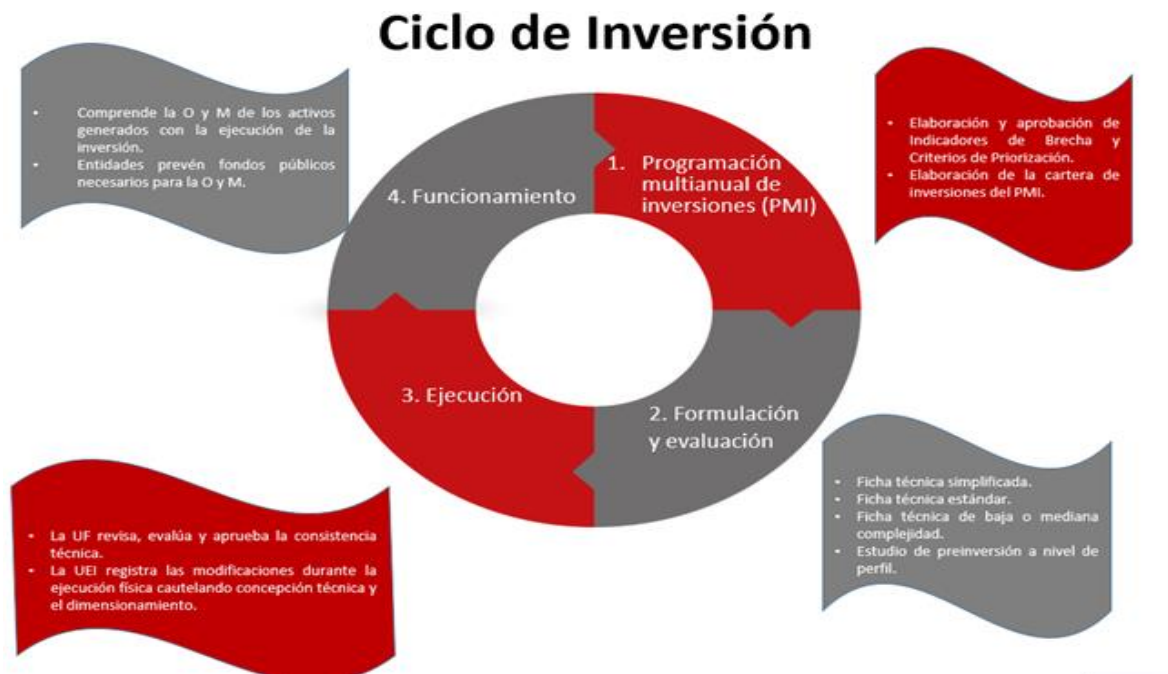 Ciclo de Inversión
• Comprende la O y M de los activos
generados con la ejecución de la
inversión.
• Entidades prevén fondos públicos
necesarios para la O y M.
• Elaboración y aprobación de
Indicadores de Brecha y
Criterios de Priorización.
• Elaboración de la cartera de
inversiones del PMI.
1. Programación
multianual de
inversiones (PMI)
4. Funcionamiento
3. Ejecución
2. Formulación
y evaluación
• La UF revisa, evalúa y aprueba la consistencia
técnica.
• La UEI registra las modificaciones durante la
ejecución física cautelando concepción técnica y
el dimensionamiento.
• Ficha técnica simplificada.
• Ficha técnica estándar.
• Ficha técnica de baja o mediana
complejidad.
• Estudio de preinversión a nivel de
perfil.